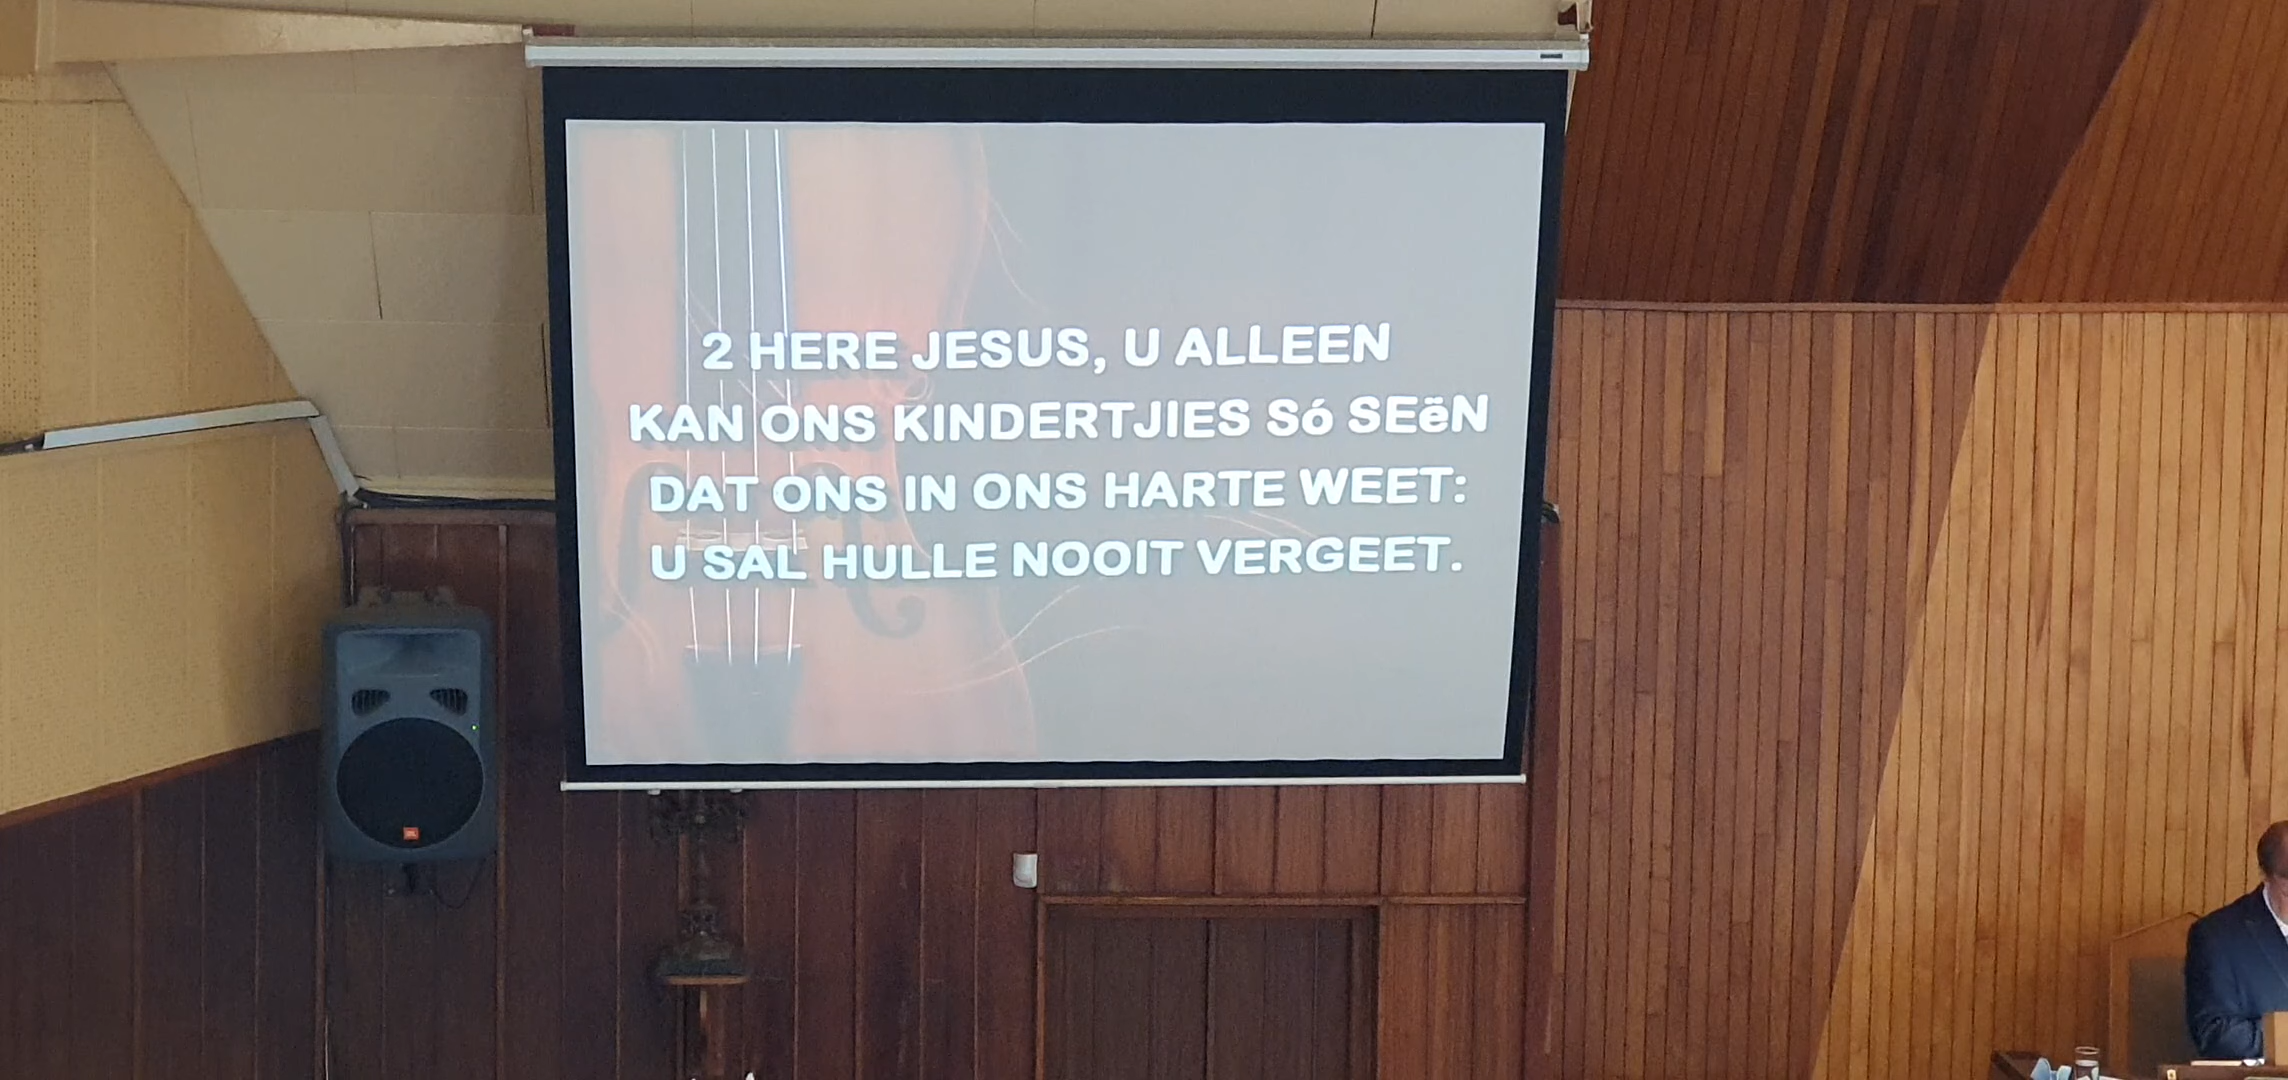 2 HERE JESUS, U ALLEEN
KAN ONS KINDERTJIES Só SEëN
DAT ONS IN ONS HARTE WEET:
U SAL HULLE NOOIT VERGEET.